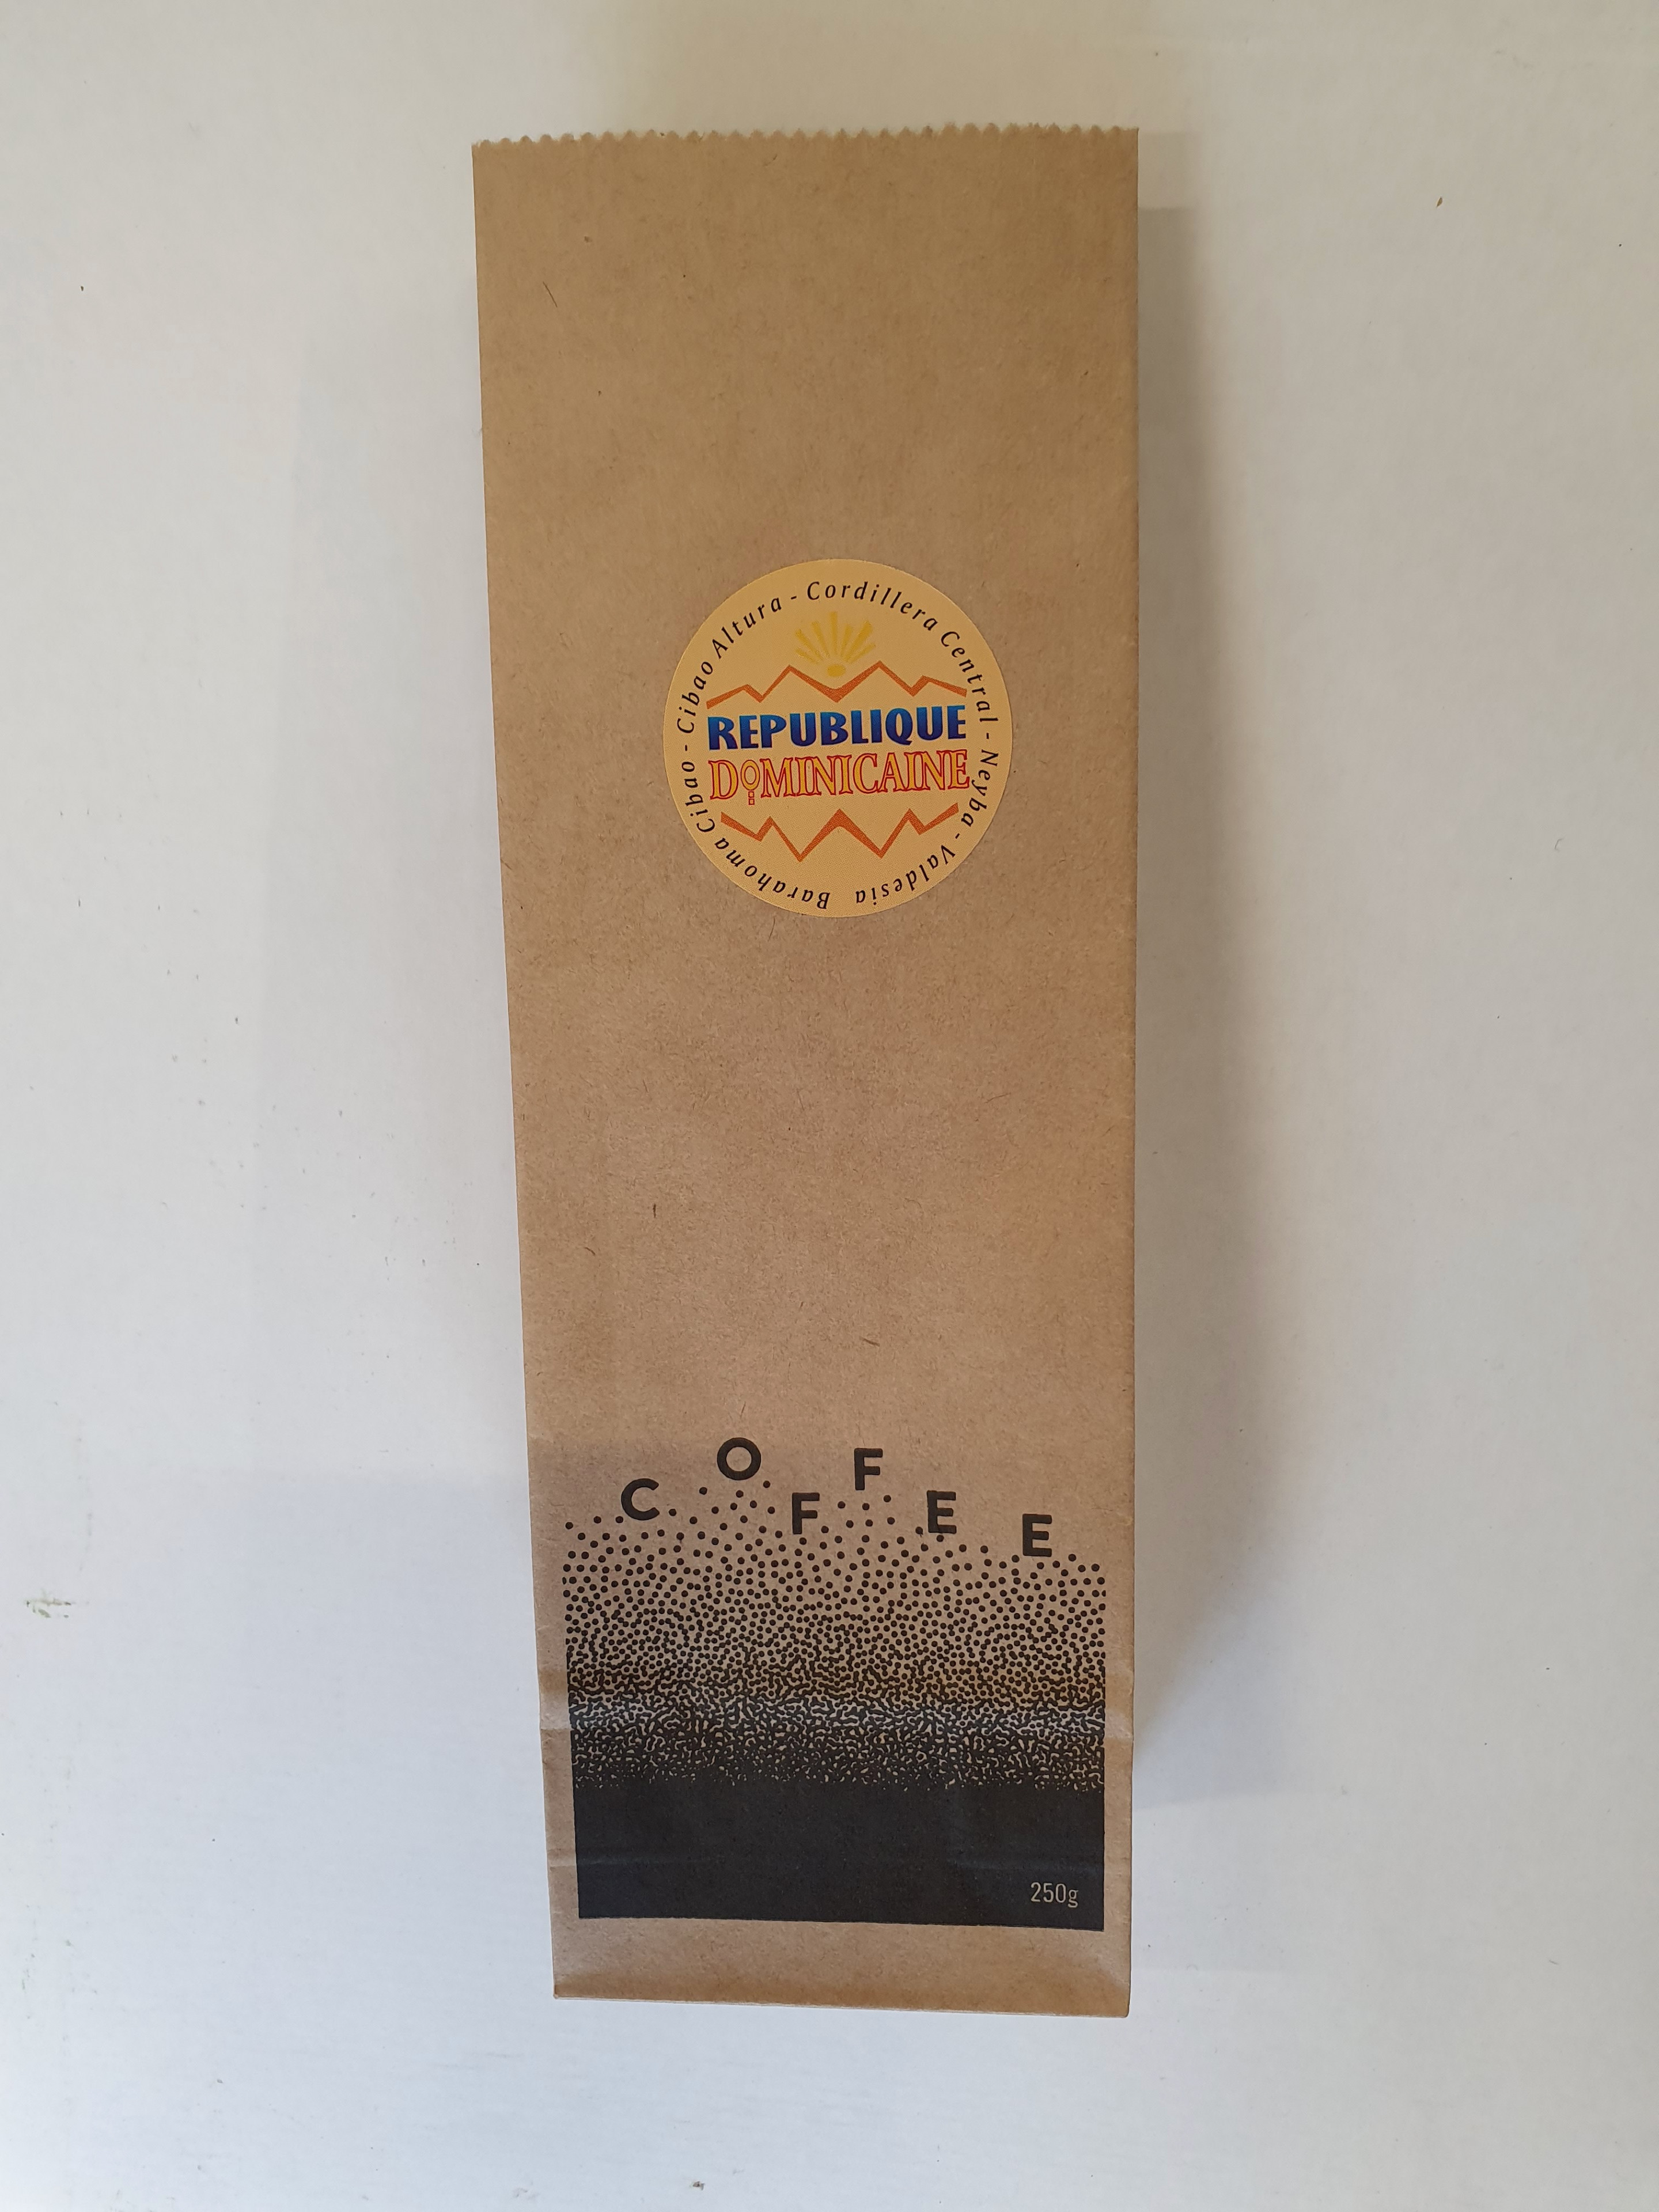 Barahoma Cibao - Cibao Altura - Cordillera Central - Neyba - Valdesia
REPUBLIQUE
DOMINICAINE
COFFEE
250g